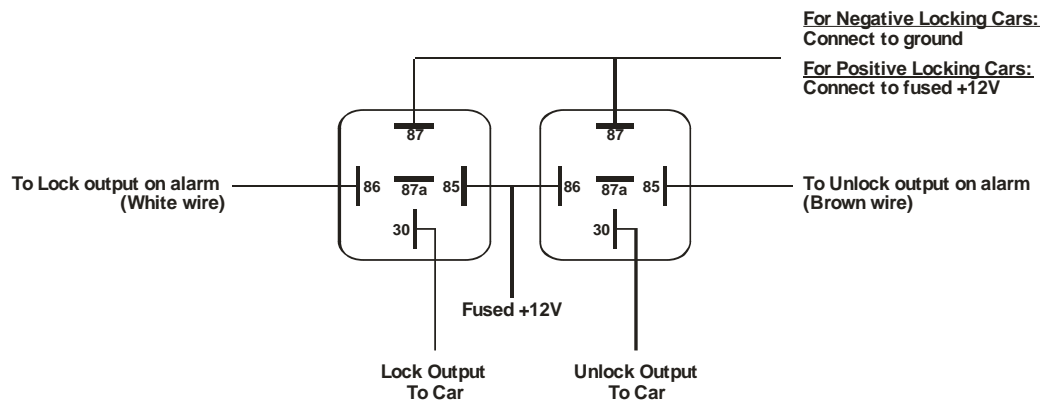 For Negative Locking Cars:
Connect to ground
For Positive Locking Cars:
Connect to fused +12V
87
87
To Lock output on alarm
(White wire)
86
87a
85
86
87a
85
To Unlock output on alarm
(Brown wire)
30
30
Fused +12V
Lock Output
To Car
Unlock Output
To Car